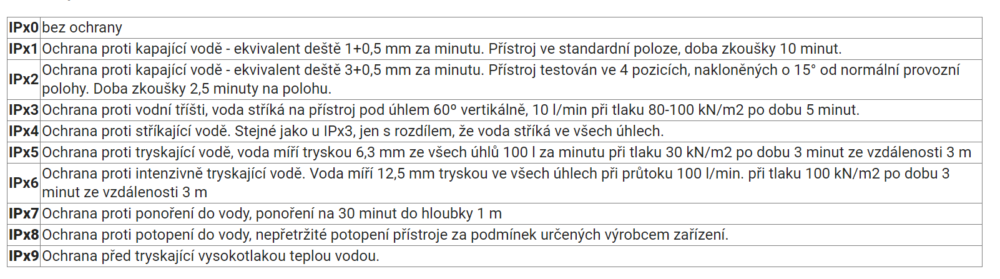 IPx0 bez ochrany
IPx1 Ochrana proti kapající vodě - ekvivalent deště 1+0,5 mm za minutu. Přístroj ve standardní poloze, doba zkoušky 10 minut.
IPx2 Ochrana proti kapající vodě - ekvivalent deště 3+0,5 mm za minutu. Přístroj testován ve 4 pozicích, nakloněných o 15° od normální provozní
polohy. Doba zkoušky 2,5 minuty na polohu.
IPx3 Ochrana proti vodní tříšti, voda stříká na přístroj pod úhlem 60º vertikálně, 10 l/min při tlaku 80-100 kN/m2 po dobu 5 minut.
IPx4 Ochrana proti stříkající vodě. Stejné jako u IPx3, jen s rozdílem, že voda stříká ve všech úhlech.
IPx5 Ochrana proti tryskající vodě, voda míří tryskou 6,3 mm ze všech úhlů 100 l za minutu při tlaku 30 kN/m2 po dobu 3 minut ze vzdálenosti 3 m
IPx6 Ochrana proti intenzivně tryskající vodě. Voda míří 12,5 mm tryskou ve všech úhlech při průtoku 100 l/min. při tlaku 100 kN/m2 po dobu 3
minut ze vzdálenosti 3 m
IPx7 Ochrana proti ponoření do vody, ponoření na 30 minut do hloubky 1 m
IPx8 Ochrana proti potopení do vody, nepřetržité potopení přístroje za podmínek určených výrobcem zařízení.
IPx9 Ochrana před tryskající vysokotlakou teplou vodou.